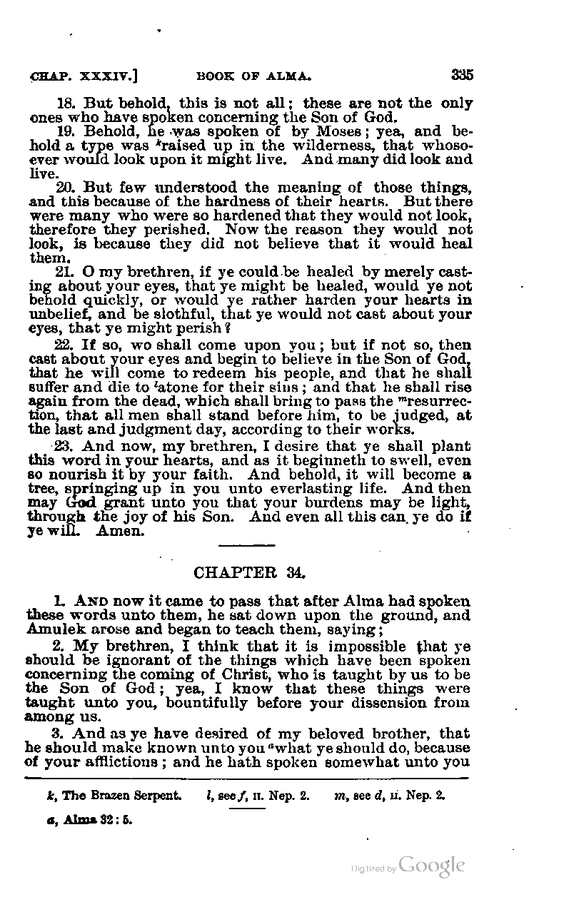 CHAP. XXXIV.] BOOK OF ALMA. 335
18. But behold, this is not all; these are not the only
ones who have spoken concerning the Son of God.
19. Behold, he was spoken of by Moses; yea, and be-
hold a type was ᵏraised up in the wilderness, that whoso-
ever would look upon it might live. And many did look and
live.
20. But few understood the meaning of those things,
and this because of the hardness of their hearts. But there
were many who were so hardened that they would not look,
therefore they perished. Now the reason they would not
look, is because they did not believe that it would heal
them.
21. O my brethren, if ye could be healed by merely cast-
ing about your eyes, that ye might be healed, would ye not
behold quickly, or would ye rather harden your hearts in
unbelief, and be slothful, that ye would not cast about your
eyes, that ye might perish?
22. If so, wo shall come upon you; but if not so, then
cast about your eyes and begin to believe in the Son of God,
that he will come to redeem his people, and that he shall
suffer and die to ˡatone for their sins; and that he shall rise
again from the dead, which shall bring to pass the ᵐresurrec-
tion, that all men shall stand before him, to be judged, at
the last and judgment day, according to their works.
23. And now, my brethren, I desire that ye shall plant
this word in your hearts, and as it beginneth to swell, even
so nourish it by your faith. And behold, it will become a
tree, springing up in you unto everlasting life. And then
may God grant unto you that your burdens may be light,
through the joy of his Son. And even all this can ye do if
ye will. Amen.
CHAPTER 34.
1. AND now it came to pass that after Alma had spoken
these words unto them, he sat down upon the ground, and
Amulek arose and began to teach them, saying;
2. My brethren, I think that it is impossible that ye
should be ignorant of the things which have been spoken
concerning the coming of Christ, who is taught by us to be
the Son of God; yea, I know that these things were
taught unto you, bountifully before your dissension from
among us.
3. And as ye have desired of my beloved brother, that
he should make known unto you ᵃwhat ye should do, because
of your afflictions; and he hath spoken somewhat unto you
k, The Brazen Serpent. l, see f, II. Nep. 2. m, see d, II. Nep. 2.
a, Alma 32:5.
Digitized by Google